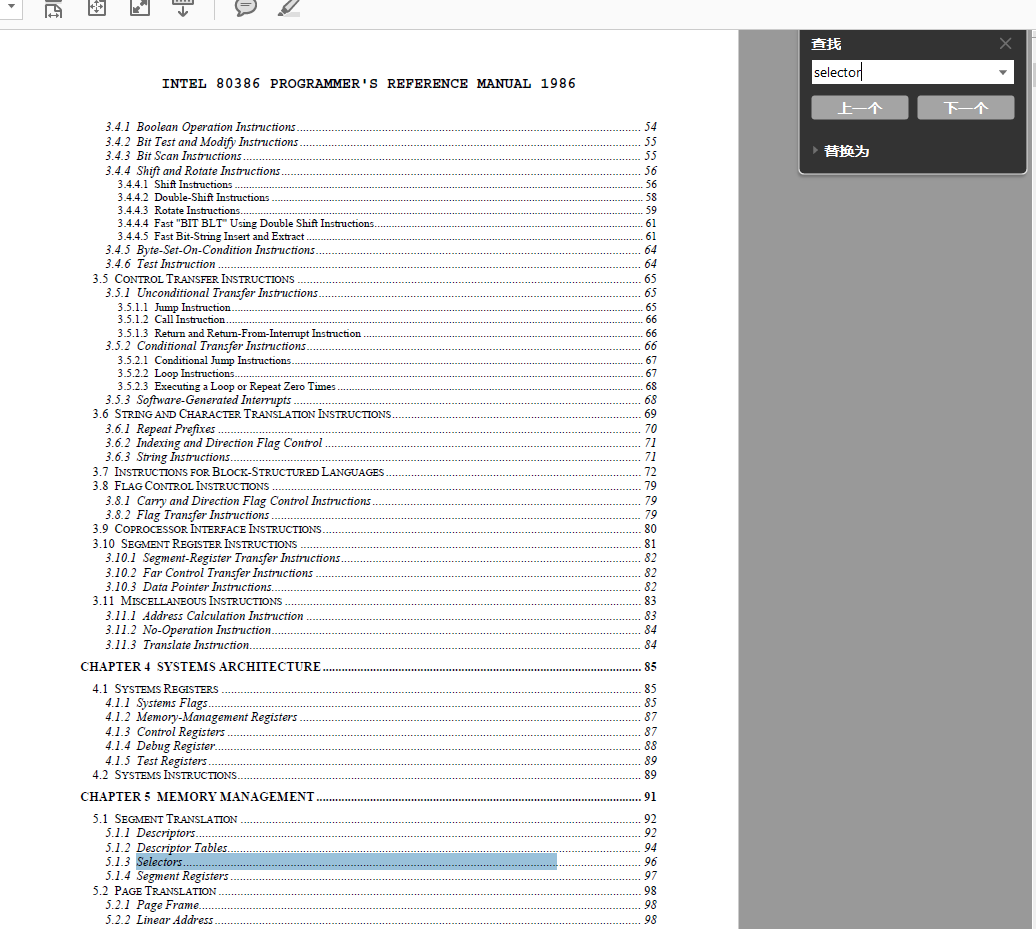 INTEL 80386 PROGRAMMER'S REFERENCE MANUAL 1986
3.4.1 Boolean Operation Instructions 54
3.4.2 Bit Test and Modify Instructions 55
3.4.3 Bit Scan Instructions 55
3.4.4 Shift and Rotate Instructions 56
3.4.4.1 Shift Instructions 56
3.4.4.2 Double-Shift Instructions 58
3.4.4.3 Rotate Instructions 59
3.4.4.4 Fast "BIT BLT" Using Double Shift Instructions 61
3.4.4.5 Fast Bit-String Insert and Extract 61
3.4.5 Byte-Set-On-Condition Instructions 64
3.4.6 Test Instruction 64
3.5 CONTROL TRANSFER INSTRUCTIONS 65
3.5.1 Unconditional Transfer Instructions 65
3.5.1.1 Jump Instruction 65
3.5.1.2 Call Instruction 66
3.5.1.3 Return and Return-From-Interrupt Instruction 66
3.5.2 Conditional Transfer Instructions 66
3.5.2.1 Conditional Jump Instructions 67
3.5.2.2 Loop Instructions 67
3.5.2.3 Executing a Loop or Repeat Zero Times 68
3.5.3 Software-Generated Interrupts 68
3.6 STRING AND CHARACTER TRANSLATION INSTRUCTIONS 69
3.6.1 Repeat Prefixes 70
3.6.2 Indexing and Direction Flag Control 71
3.6.3 String Instructions 71
3.7 INSTRUCTIONS FOR BLOCK-STRUCTURED LANGUAGES 72
3.8 FLAG CONTROL INSTRUCTIONS 79
3.8.1 Carry and Direction Flag Control Instructions 79
3.8.2 Flag Transfer Instructions 79
3.9 COPROCESSOR INTERFACE INSTRUCTIONS 80
3.10 SEGMENT REGISTER INSTRUCTIONS 81
3.10.1 Segment-Register Transfer Instructions 82
3.10.2 Far Control Transfer Instructions 82
3.10.3 Data Pointer Instructions 82
3.11 MISCELLANEOUS INSTRUCTIONS 83
3.11.1 Address Calculation Instruction 83
3.11.2 No-Operation Instruction 84
3.11.3 Translate Instruction 84
CHAPTER 4 SYSTEMS ARCHITECTURE 85
4.1 SYSTEMS REGISTERS 85
4.1.1 Systems Flags 85
4.1.2 Memory-Management Registers 87
4.1.3 Control Registers 87
4.1.4 Debug Register 88
4.1.5 Test Registers 89
4.2 SYSTEMS INSTRUCTIONS 89
CHAPTER 5 MEMORY MANAGEMENT 91
5.1 SEGMENT TRANSLATION 92
5.1.1 Descriptors 92
5.1.2 Descriptor Tables 94
5.1.3 Selectors 96
5.1.4 Segment Registers 97
5.2 PAGE TRANSLATION 98
5.2.1 Page Frame 98
5.2.2 Linear Address 98
查找
selector
上一个 下一个
替换为